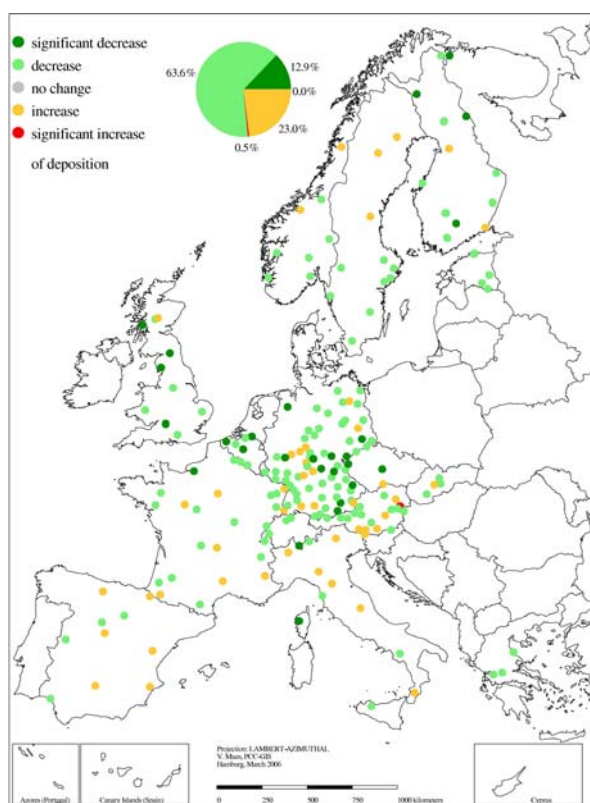 significant decrease
decrease
no change
increase
significant increase
of deposition
63.6%
12.9%
0.0%
23.0%
0.5%
Projection: LAMBERT-AZIMUTHAL
PCC-GIS
Hamburg, March 2006
0 250 500 750 1000 kilometers
Azores (Portugal)
Canary Islands (Spain)
Cyprus